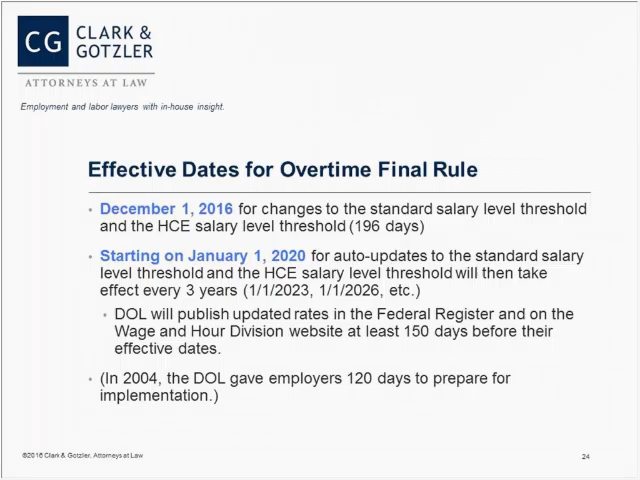 CG CLARK &
GOTZLER
ATTORNEYS AT LAW
Employment and labor lawyers with in-house insight.
Effective Dates for Overtime Final Rule
• December 1, 2016 for changes to the standard salary level threshold
and the HCE salary level threshold (196 days)
• Starting on January 1, 2020 for auto-updates to the standard salary
level threshold and the HCE salary level threshold will then take
effect every 3 years (1/1/2023, 1/1/2026, etc.)
• DOL will publish updated rates in the Federal Register and on the
Wage and Hour Division website at least 150 days before their
effective dates.
• (In 2004, the DOL gave employers 120 days to prepare for
implementation.)
©2016 Clark & Gotzler, Attorneys at Law
24